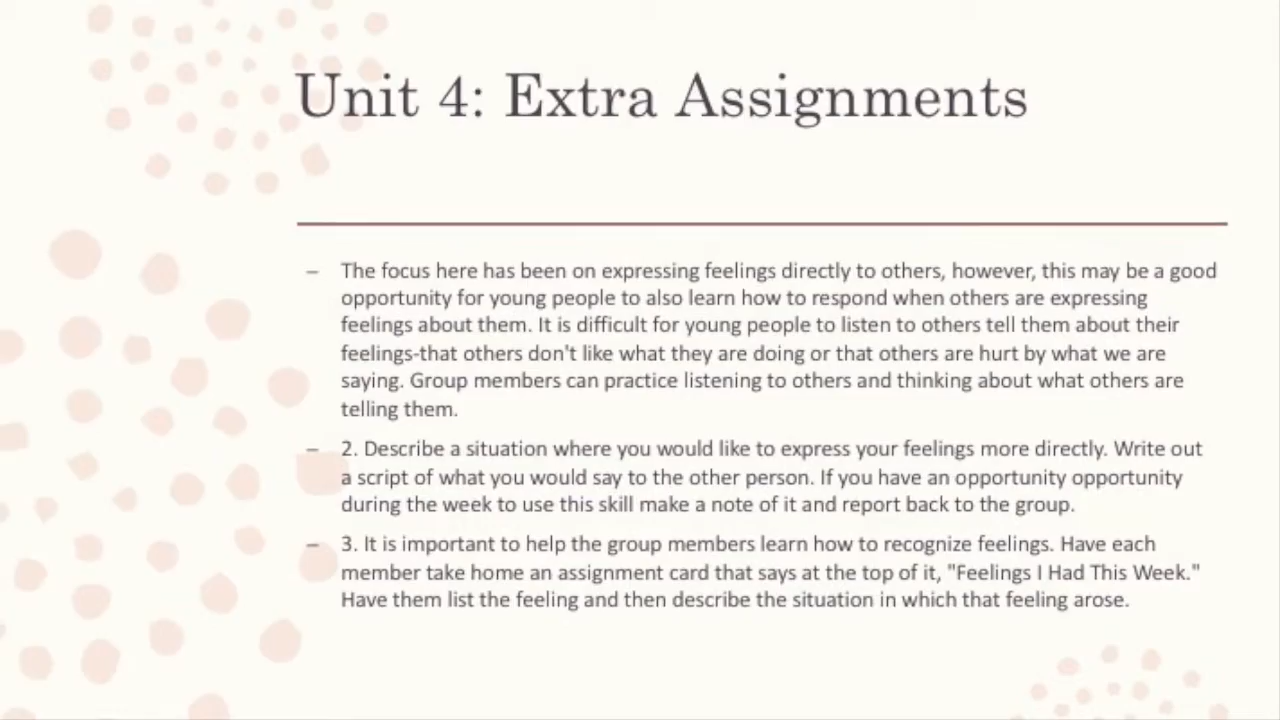 Unit 4: Extra Assignments
– The focus here has been on expressing feelings directly to others, however, this may be a good
opportunity for young people to also learn how to respond when others are expressing
feelings about them. It is difficult for young people to listen to others tell them about their
feelings-that others don't like what they are doing or that others are hurt by what we are
saying. Group members can practice listening to others and thinking about what others are
telling them.
– 2. Describe a situation where you would like to express your feelings more directly. Write out
a script of what you would say to the other person. If you have an opportunity opportunity
during the week to use this skill make a note of it and report back to the group.
– 3. It is important to help the group members learn how to recognize feelings. Have each
member take home an assignment card that says at the top of it, "Feelings I Had This Week."
Have them list the feeling and then describe the situation in which that feeling arose.